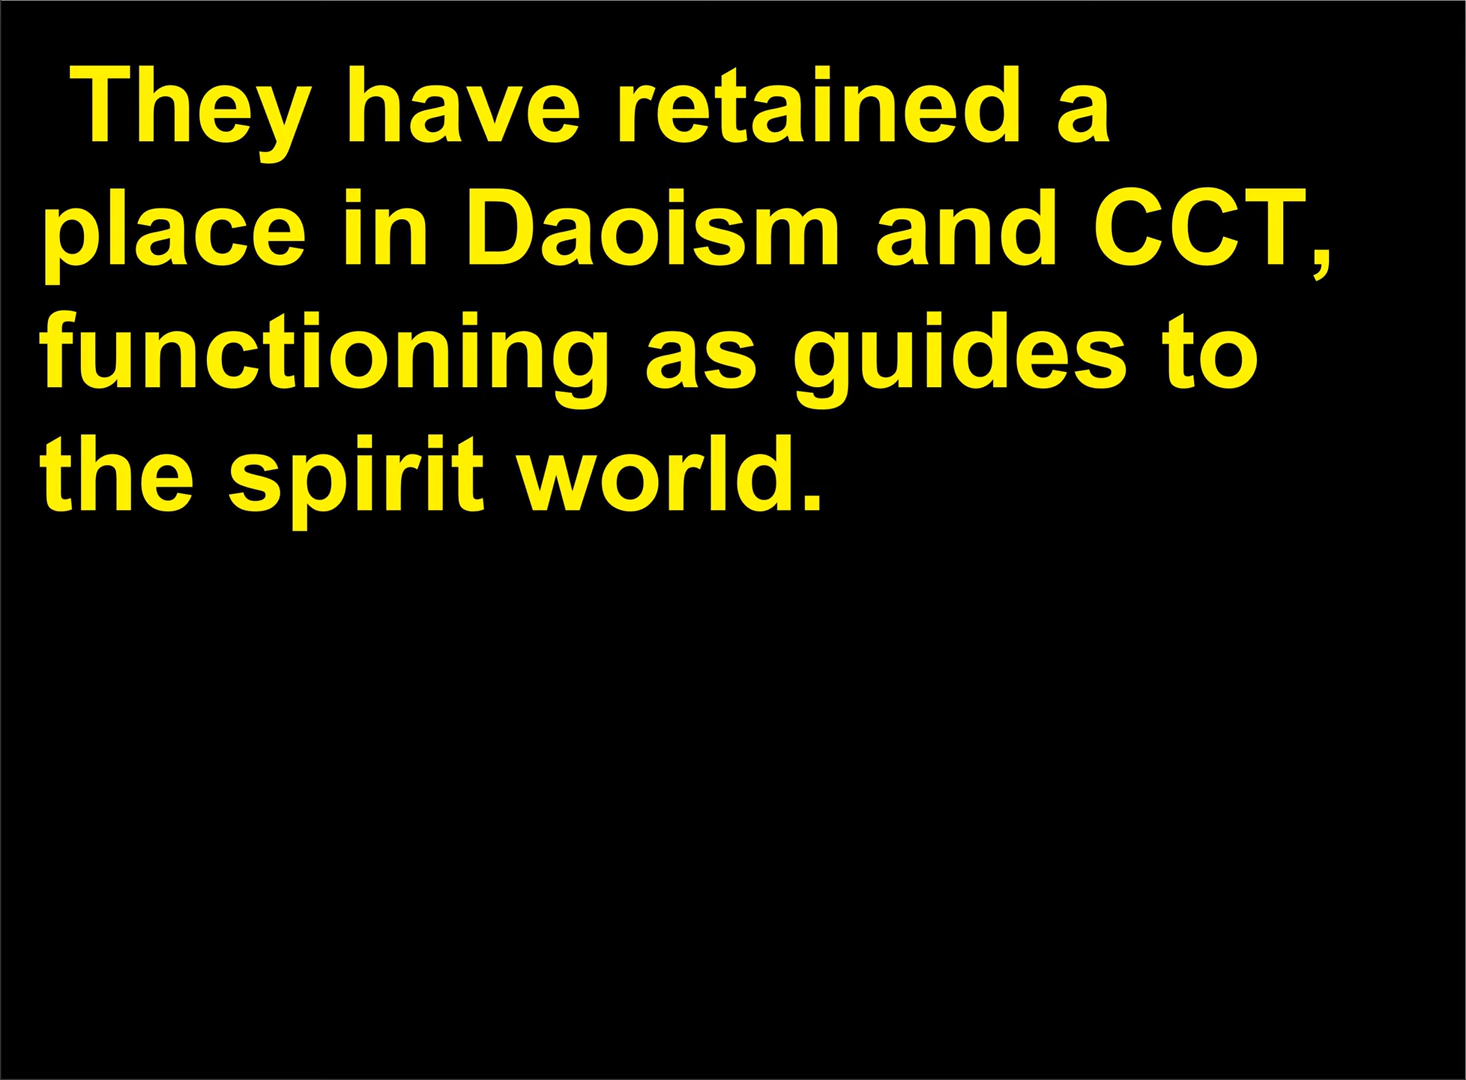 They have retained a
place in Daoism and CCT,
functioning as guides to
the spirit world.